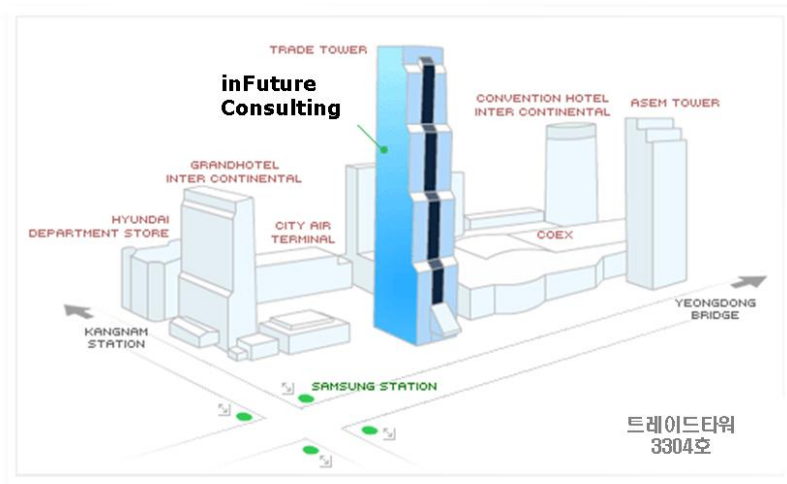 TRADE TOWER
inFuture
Consulting
CONVENTION HOTEL
INTER CONTINENTAL
ASEM TOWER
GRANDHOTEL
INTER CONTINENTAL
HYUNDAI
DEPARTMENT STORE
CITY AIR
TERMINAL
COEX
KANGNAM
STATION
YEONGDONG
BRIDGE
SAMSUNG STATION
트레이드타워
3304호